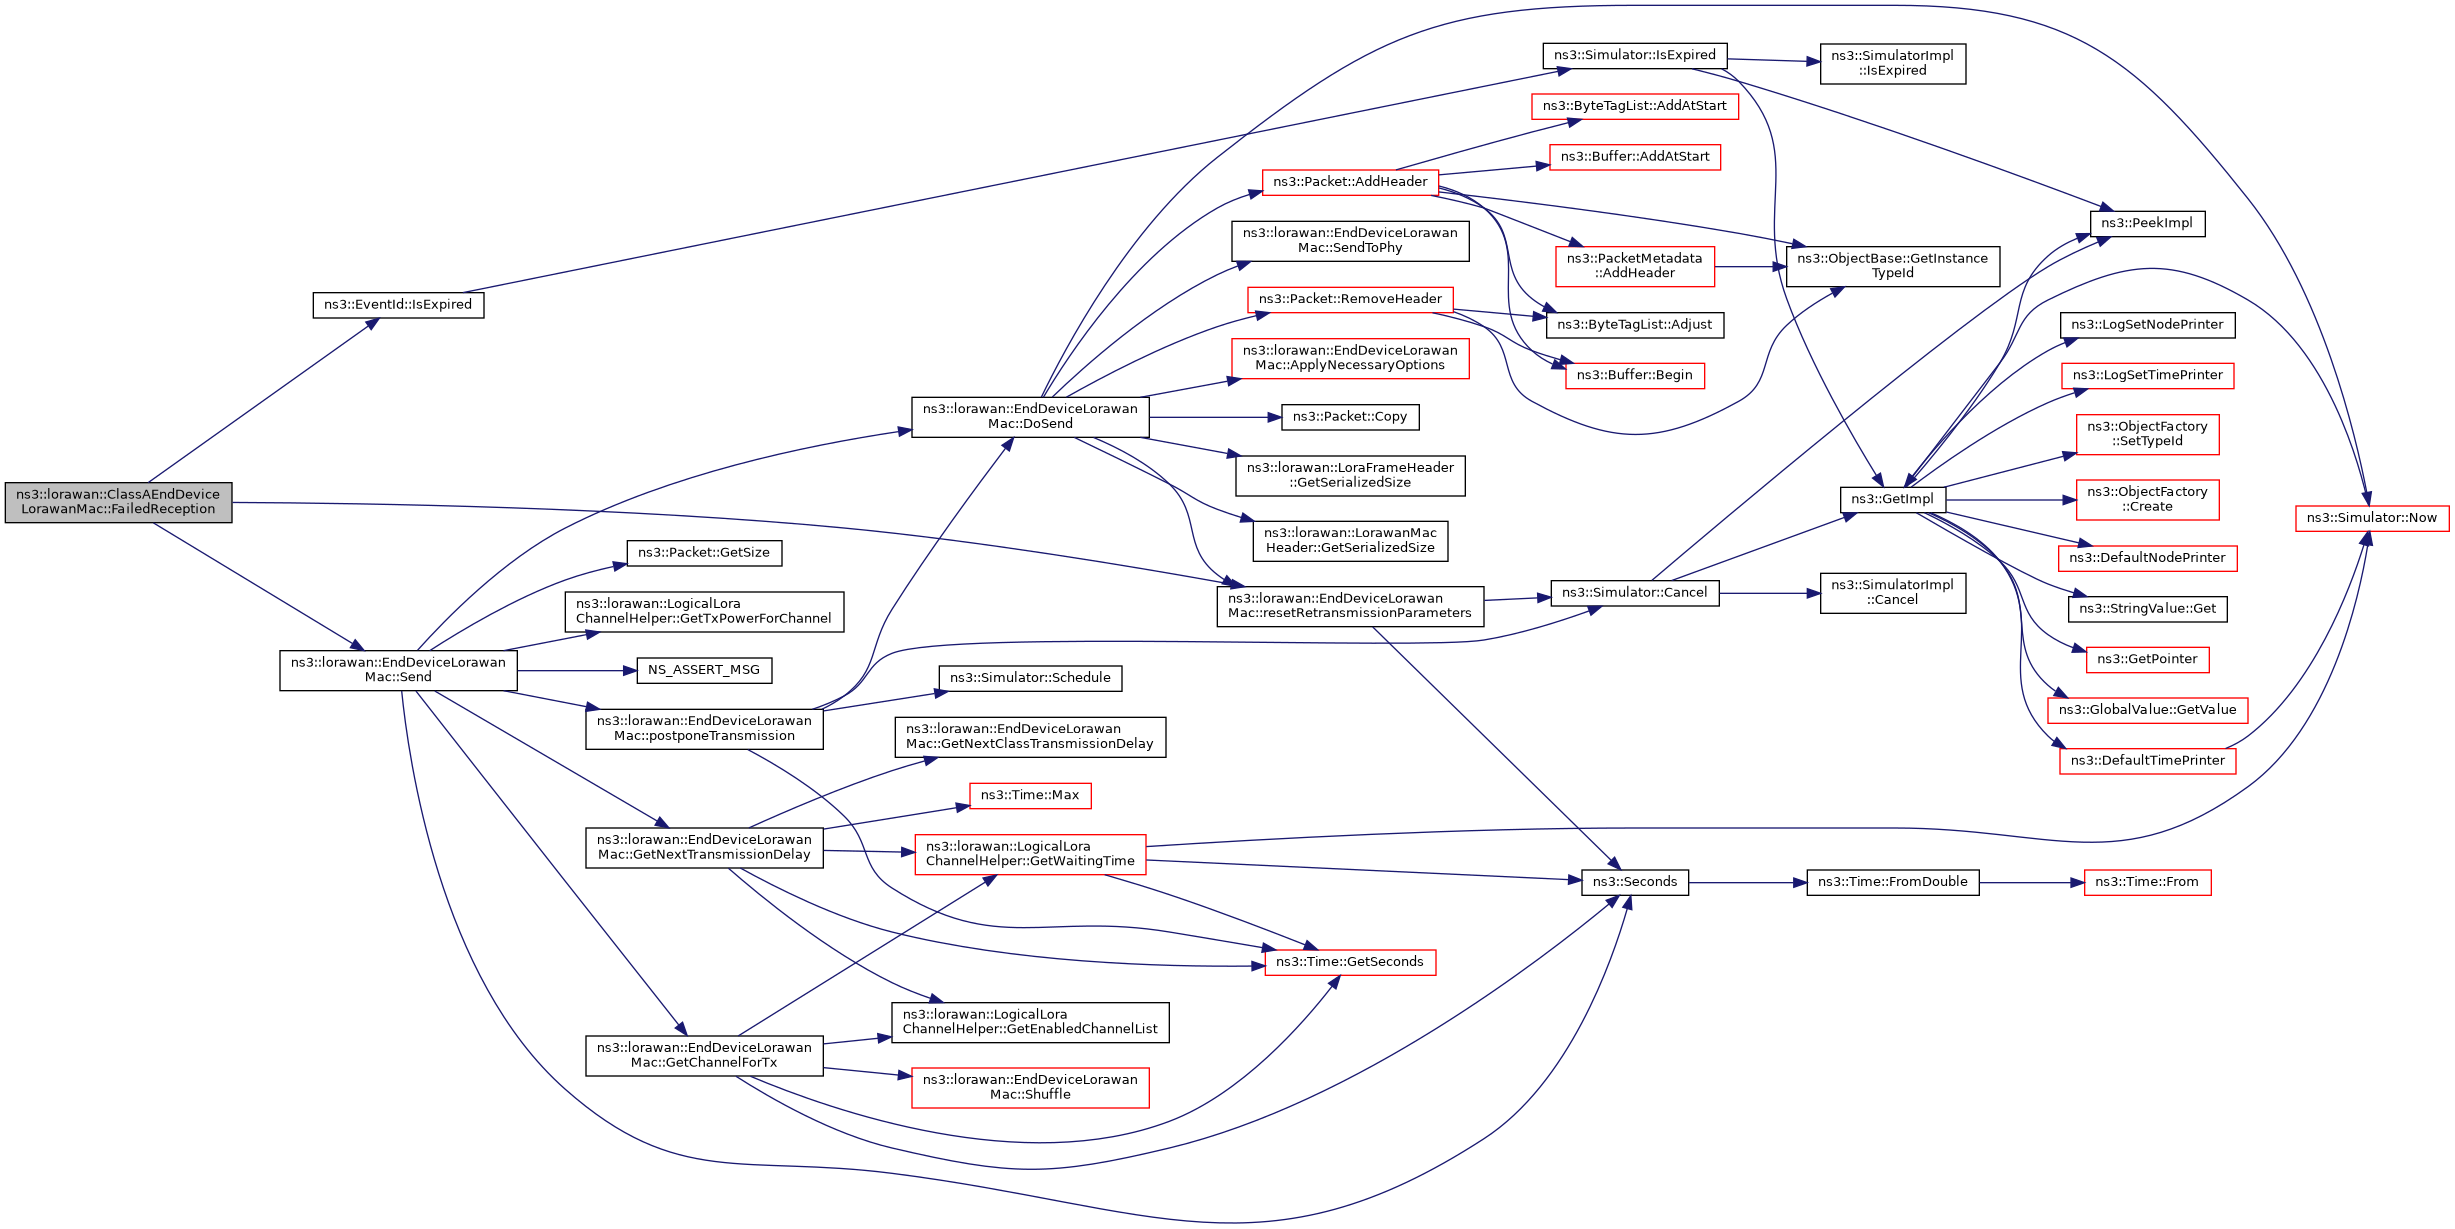 ns3::lorawan::ClassAEndDevice
LorawanMac::FailedReception
ns3::EventId::IsExpired
ns3::lorawan::EndDeviceLorawan
Mac::Send
ns3::Packet::GetSize
ns3::lorawan::LogicalLora
ChannelHelper::GetTxPowerForChannel
NS_ASSERT_MSG
ns3::lorawan::EndDeviceLorawan
Mac::postponeTransmission
ns3::lorawan::EndDeviceLorawan
Mac::GetNextTransmissionDelay
ns3::lorawan::EndDeviceLorawan
Mac::GetChannelForTx
ns3::lorawan::EndDeviceLorawan
Mac::DoSend
ns3::Simulator::Schedule
ns3::lorawan::EndDeviceLorawan
Mac::GetNextClassTransmissionDelay
ns3::Time::Max
ns3::lorawan::LogicalLora
ChannelHelper::GetWaitingTime
ns3::lorawan::LogicalLora
ChannelHelper::GetEnabledChannelList
ns3::lorawan::EndDeviceLorawan
Mac::Shuffle
ns3::Packet::AddHeader
ns3::lorawan::EndDeviceLorawan
Mac::SendToPhy
ns3::Packet::RemoveHeader
ns3::lorawan::EndDeviceLorawan
Mac::ApplyNecessaryOptions
ns3::Packet::Copy
ns3::lorawan::LoraFrameHeader
::GetSerializedSize
ns3::lorawan::LorawanMac
Header::GetSerializedSize
ns3::lorawan::EndDeviceLorawan
Mac::resetRetransmissionParameters
ns3::Time::GetSeconds
ns3::Simulator::IsExpired
ns3::ByteTagList::AddAtStart
ns3::Buffer::AddAtStart
ns3::PacketMetadata
::AddHeader
ns3::ByteTagList::Adjust
ns3::Buffer::Begin
ns3::Simulator::Cancel
ns3::Seconds
ns3::SimulatorImpl
::IsExpired
ns3::ObjectBase::GetInstance
TypeId
ns3::GetImpl
ns3::SimulatorImpl
::Cancel
ns3::Time::FromDouble
ns3::PeekImpl
ns3::LogSetNodePrinter
ns3::LogSetTimePrinter
ns3::ObjectFactory
::SetTypeId
ns3::ObjectFactory
::Create
ns3::DefaultNodePrinter
ns3::StringValue::Get
ns3::GetPointer
ns3::GlobalValue::GetValue
ns3::DefaultTimePrinter
ns3::Time::From
ns3::Simulator::Now